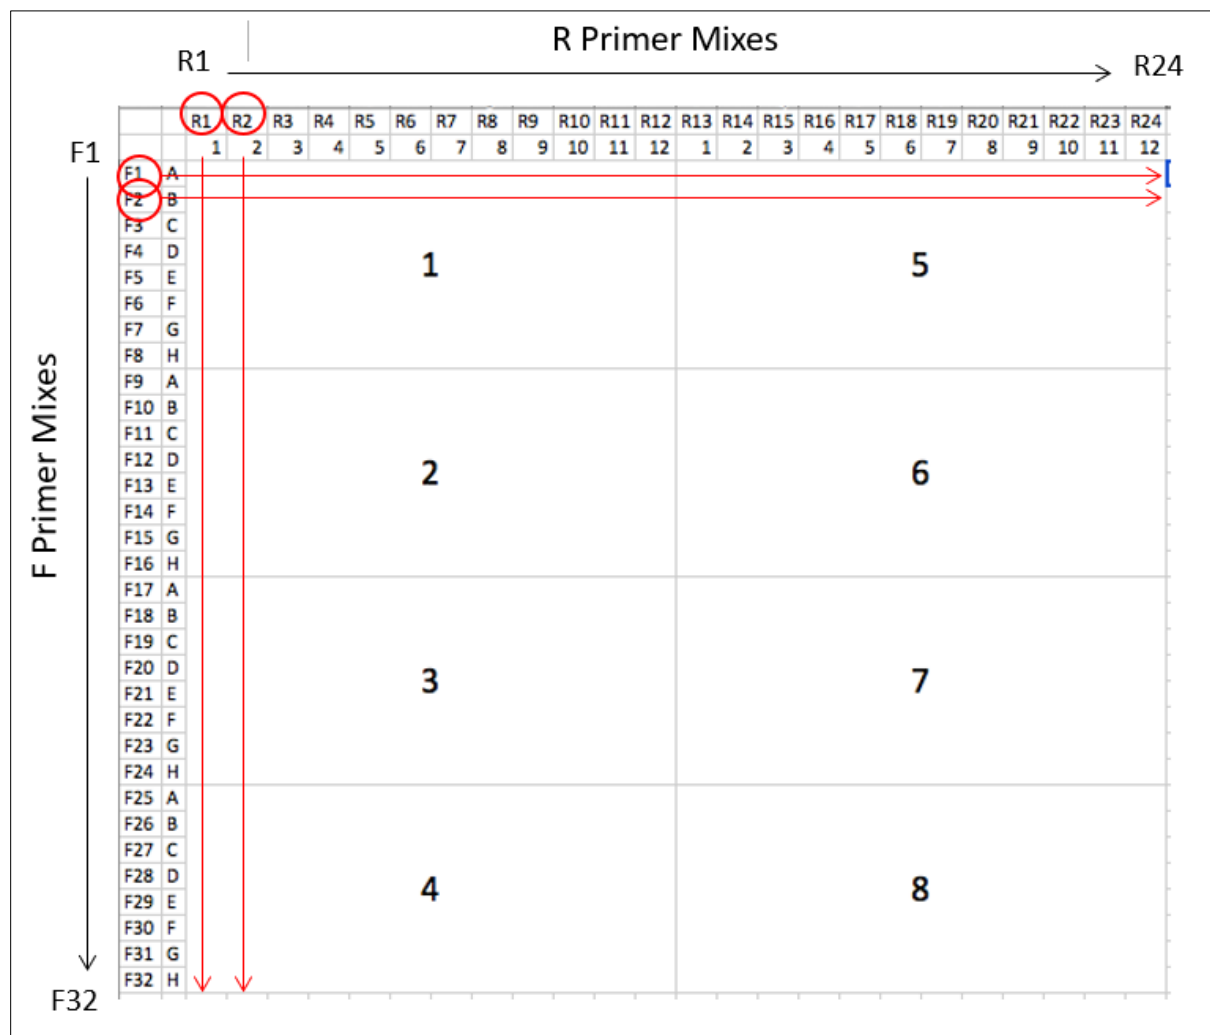 R Primer Mixes
R1 R24
R1 R2 R3 R4 R5 R6 R7 R8 R9 R10 R11 R12 R13 R14 R15 R16 R17 R18 R19 R20 R21 R22 R23 R24
F1 1 2 3 4 5 6 7 8 9 10 11 12 1 2 3 4 5 6 7 8 9 10 11 12
F1 A
F2 B
F3 C
F4 D
1 5
F5 E
F6 F
F7 G
F8 H
F9 A
F10 B
F11 C
F12 D
2 6
F13 E
F14 F
F15 G
F16 H
F17 A
F18 B
F19 C
F20 D
3 7
F21 E
F22 F
F23 G
F24 H
F25 A
F26 B
F27 C
F28 D
4 8
F29 E
F30 F
F31 G
F32 H
F32
F Primer Mixes